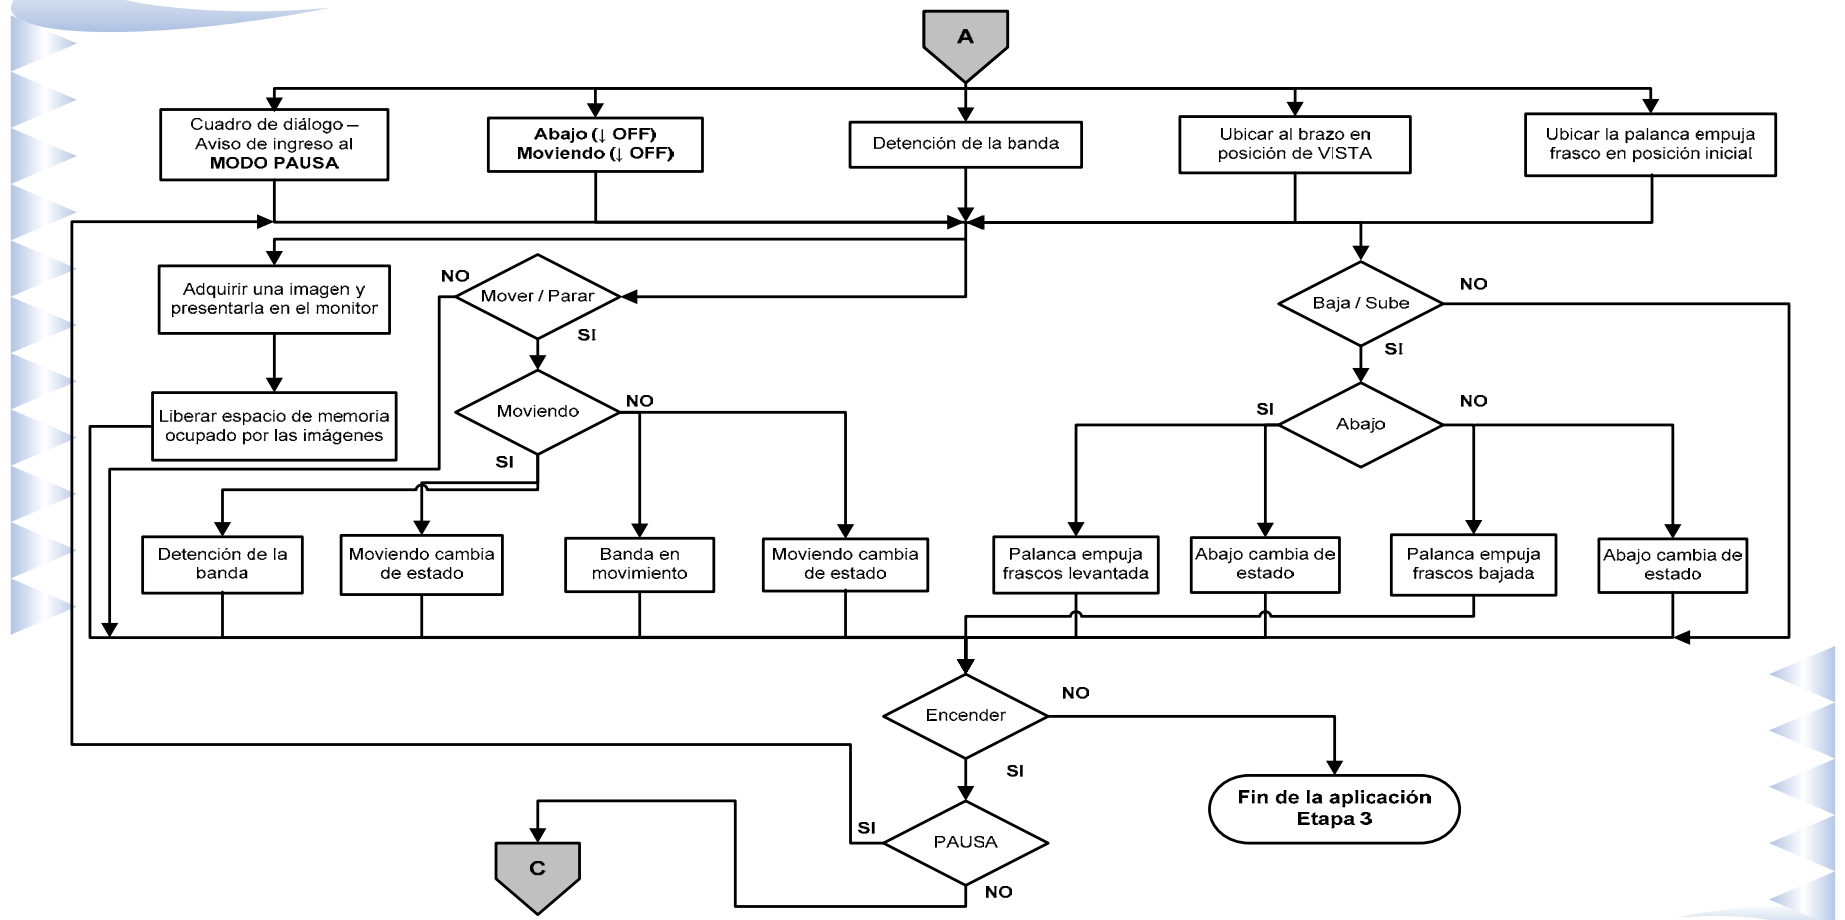 A
Cuadro de diálogo –
Aviso de ingreso al
MODO PAUSA
Abajo (↓ OFF)
Moviendo (↓ OFF)
Detención de la banda
Ubicar al brazo en
posición de VISTA
Ubicar la palanca empuja
frasco en posición inicial
Adquirir una imagen y
presentarla en el monitor
NO
Mover / Parar
SI
Baja / Sube
NO
SI
Liberar espacio de memoria
ocupado por las imágenes
Moviendo
NO
SI
SI
Abajo
NO
Detención de la
banda
Moviendo cambia
de estado
Banda en
movimiento
Moviendo cambia
de estado
Palanca empuja
frascos levantada
Abajo cambia de
estado
Palanca empuja
frascos bajada
Abajo cambia de
estado
Encender
NO
SI
Fin de la aplicación
Etapa 3
SI
PAUSA
NO
C